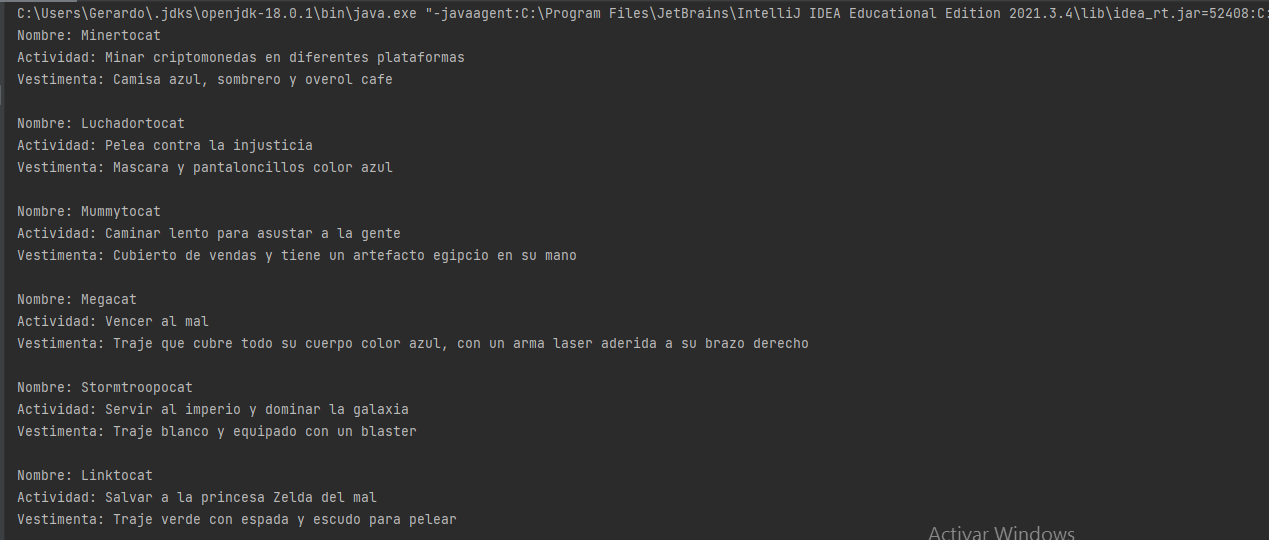 C:\Users\Gerardo\.jdks\openjdk-18.0.1\bin\java.exe "-javaagent:C:\Program Files\JetBrains\IntelliJ IDEA Educational Edition 2021.3.4\lib\idea_rt.jar=52408:C:
Nombre: Minertocat
Actividad: Minar criptomonedas en diferentes plataformas
Vestimenta: Camisa azul, sombrero y overol cafe
Nombre: Luchadortocat
Actividad: Pelea contra la injusticia
Vestimenta: Mascara y pantaloncillos color azul
Nombre: Mummytocat
Actividad: Caminar lento para asustar a la gente
Vestimenta: Cubierto de vendas y tiene un artefacto egipcio en su mano
Nombre: Megacat
Actividad: Vencer al mal
Vestimenta: Traje que cubre todo su cuerpo color azul, con un arma laser aderida a su brazo derecho
Nombre: Stormtroopocat
Actividad: Servir al imperio y dominar la galaxia
Vestimenta: Traje blanco y equipado con un blaster
Nombre: Linktocat
Actividad: Salvar a la princesa Zelda del mal
Vestimenta: Traje verde con espada y escudo para pelear
Activar Windows